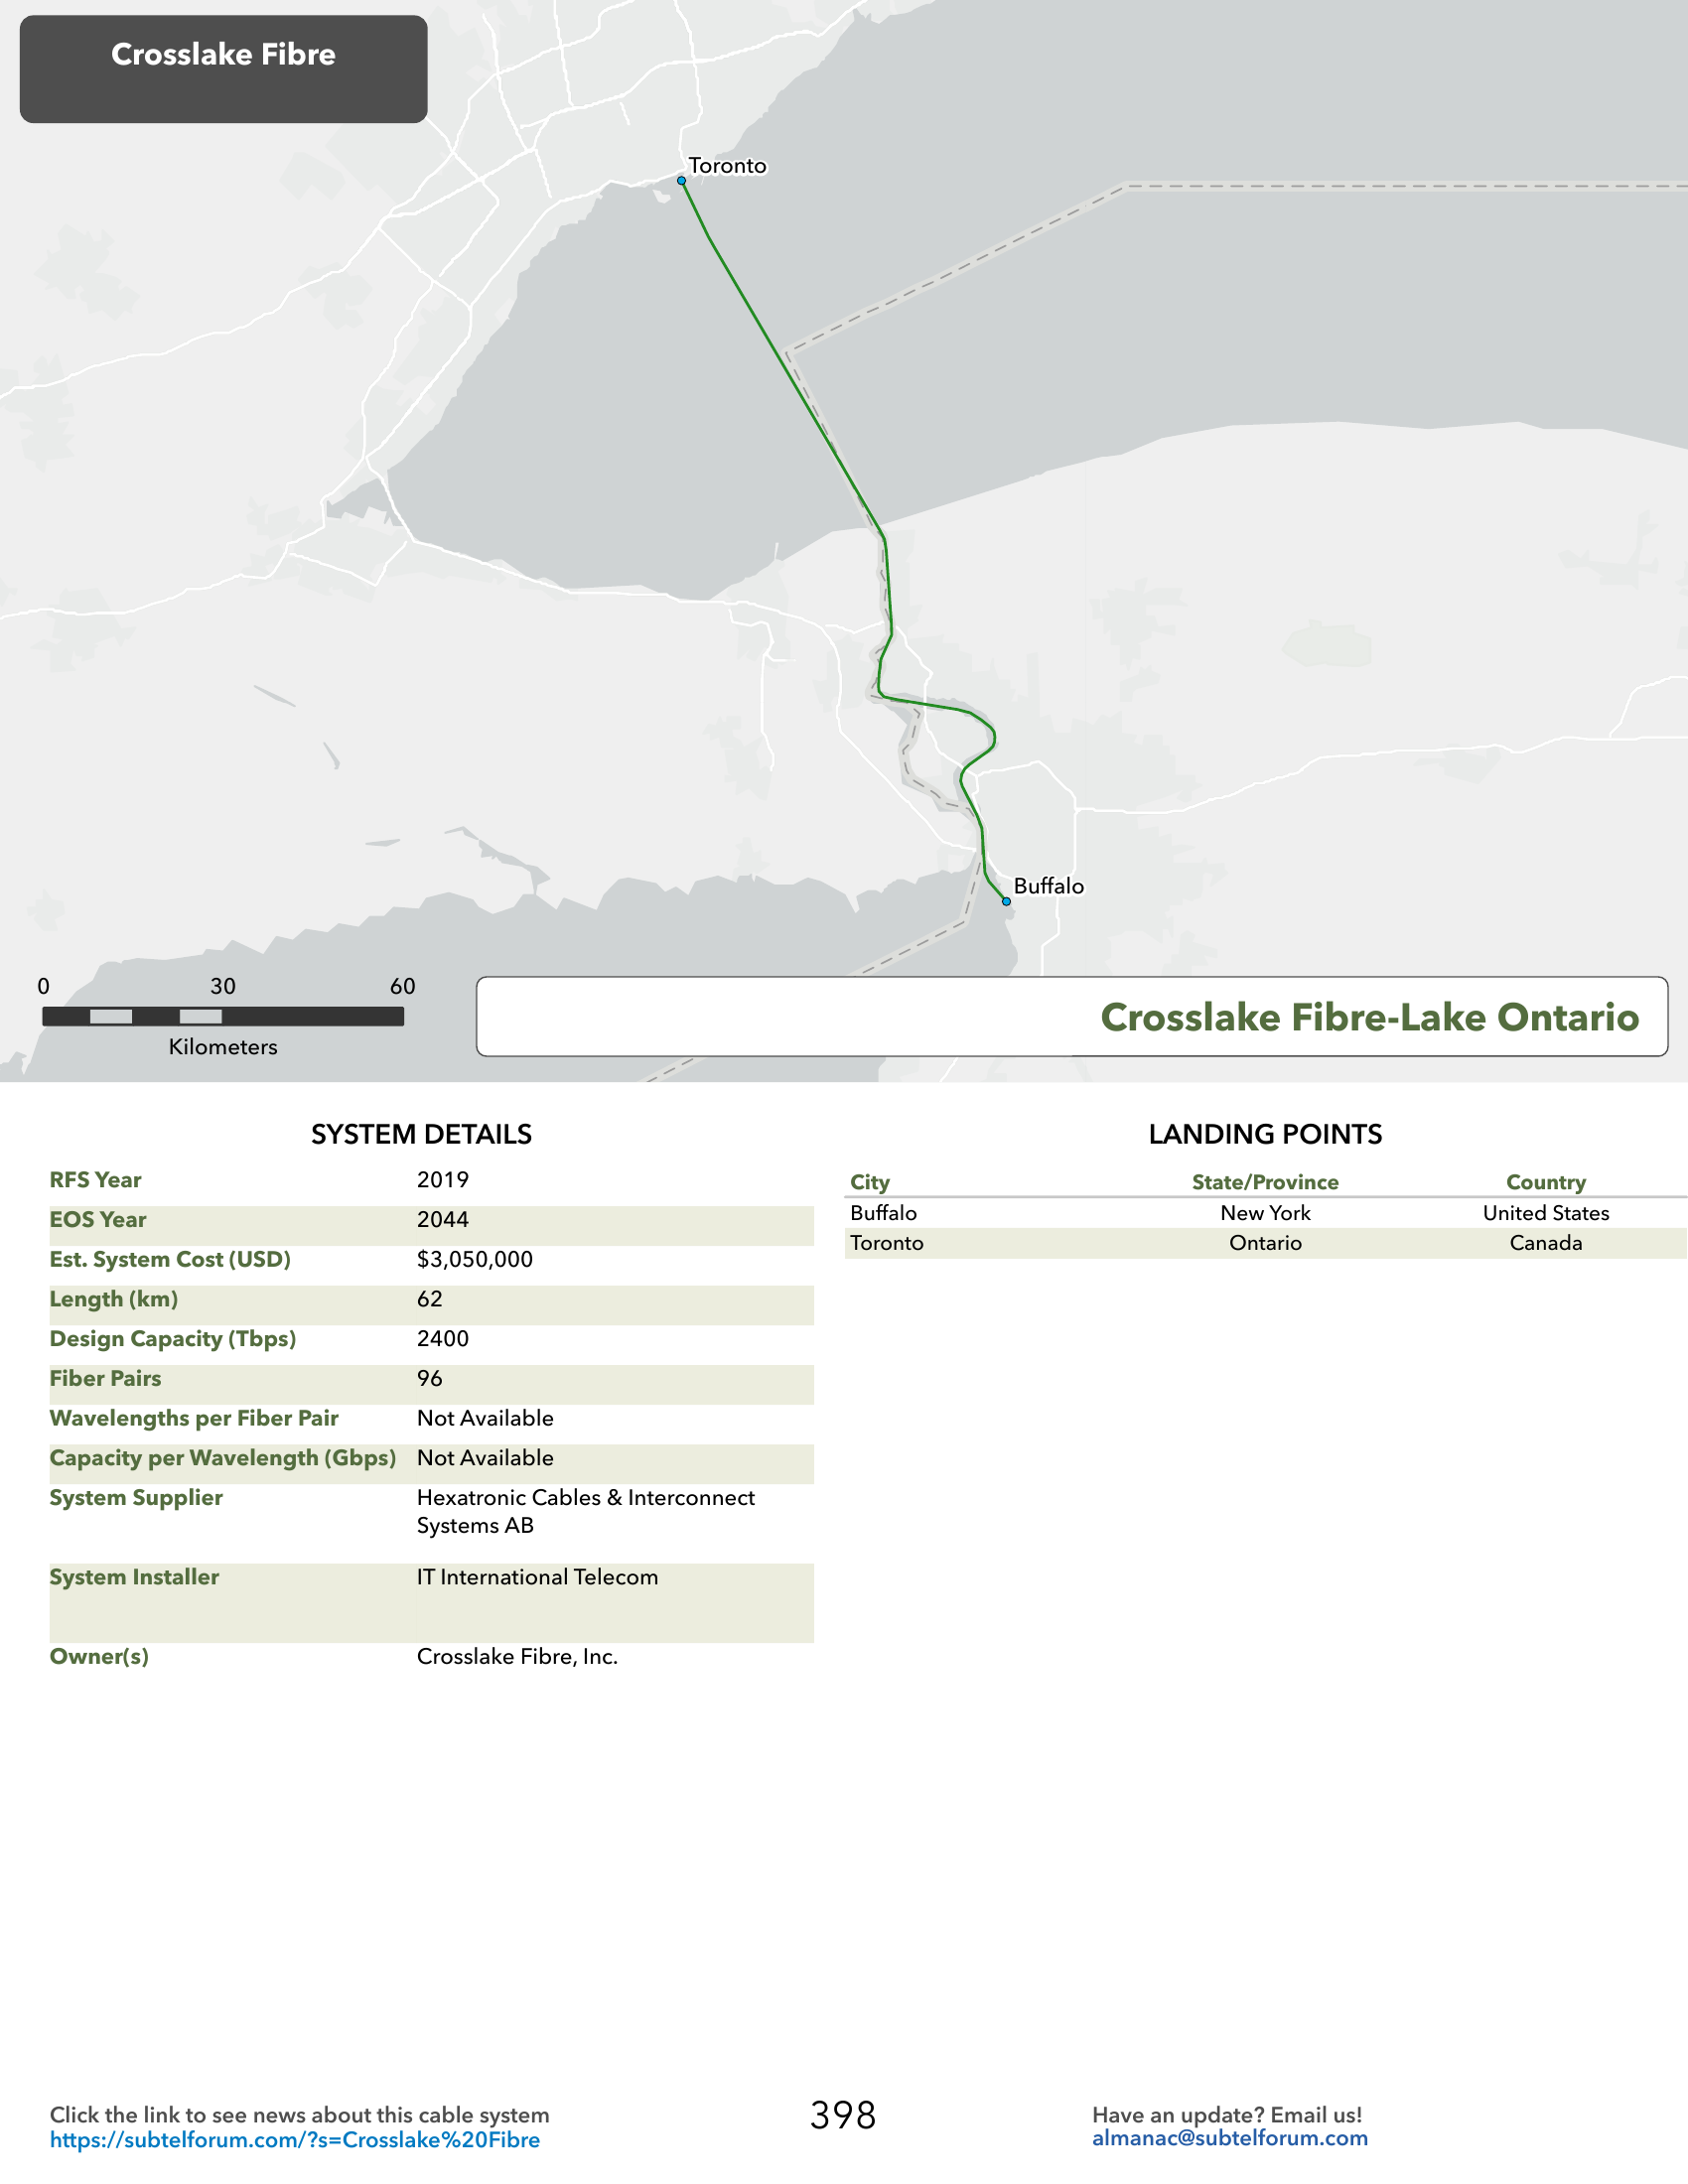 Crosslake Fibre
Toronto
Buffalo
0 30 60
Kilometers
Crosslake Fibre-Lake Ontario
SYSTEM DETAILS
RFS Year 2019
EOS Year 2044
Est. System Cost (USD) $3,050,000
Length (km) 62
Design Capacity (Tbps) 2400
Fiber Pairs 96
Wavelengths per Fiber Pair Not Available
Capacity per Wavelength (Gbps) Not Available
System Supplier Hexatronic Cables & Interconnect
Systems AB
System Installer IT International Telecom
Owner(s) Crosslake Fibre, Inc.
LANDING POINTS
City State/Province Country
Buffalo New York United States
Toronto Ontario Canada
Click the link to see news about this cable system
https://subtelforum.com/?s=Crosslake%20Fibre
398
Have an update? Email us!
almanac@subtelforum.com